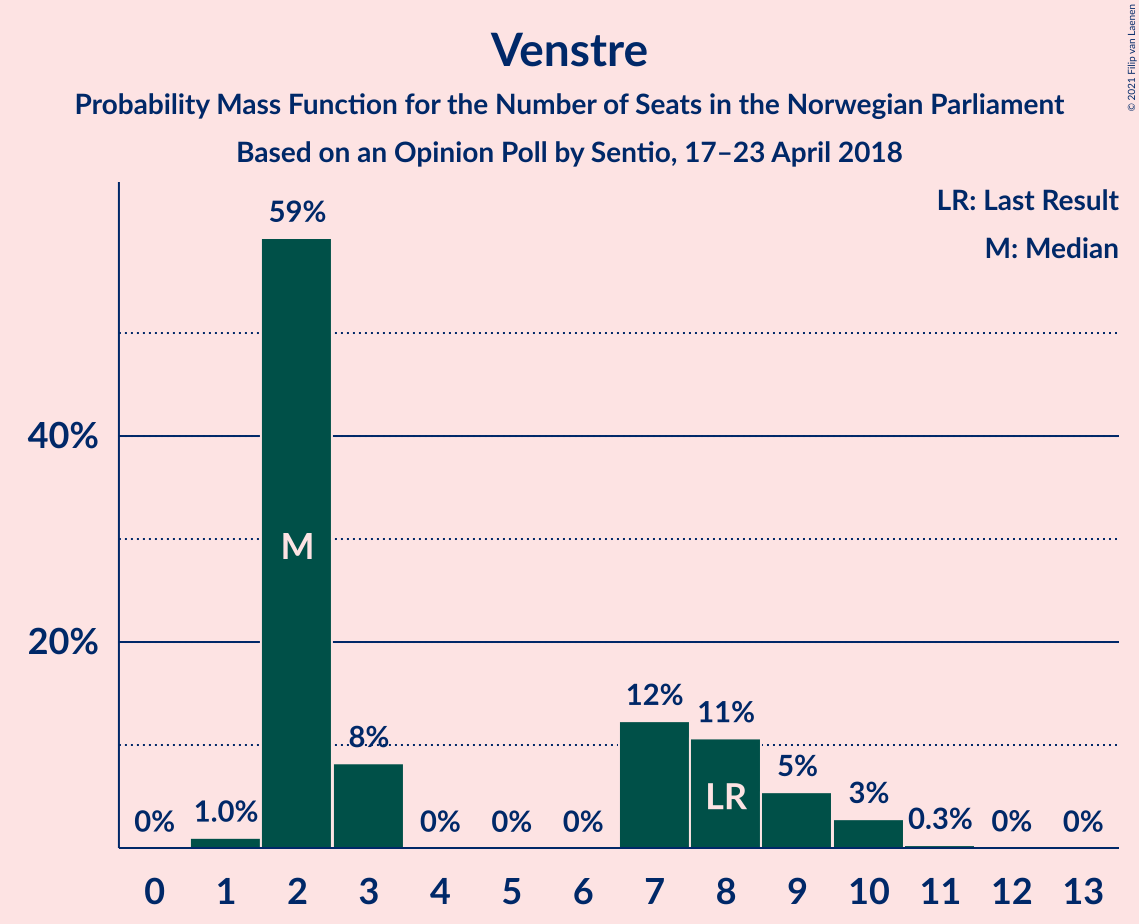 Venstre
Probability Mass Function for the Number of Seats in the Norwegian Parliament
Based on an Opinion Poll by Sentio, 17–23 April 2018
© 2021 Filip van Laenen
LR: Last Result
M: Median
59%
40%
M
20%
12%
11%
8%
5%
LR
3%
0%
1.0%
0%
0%
0%
0.3%
0%
0%
0 1 2 3 4 5 6 7 8 9 10 11 12 13